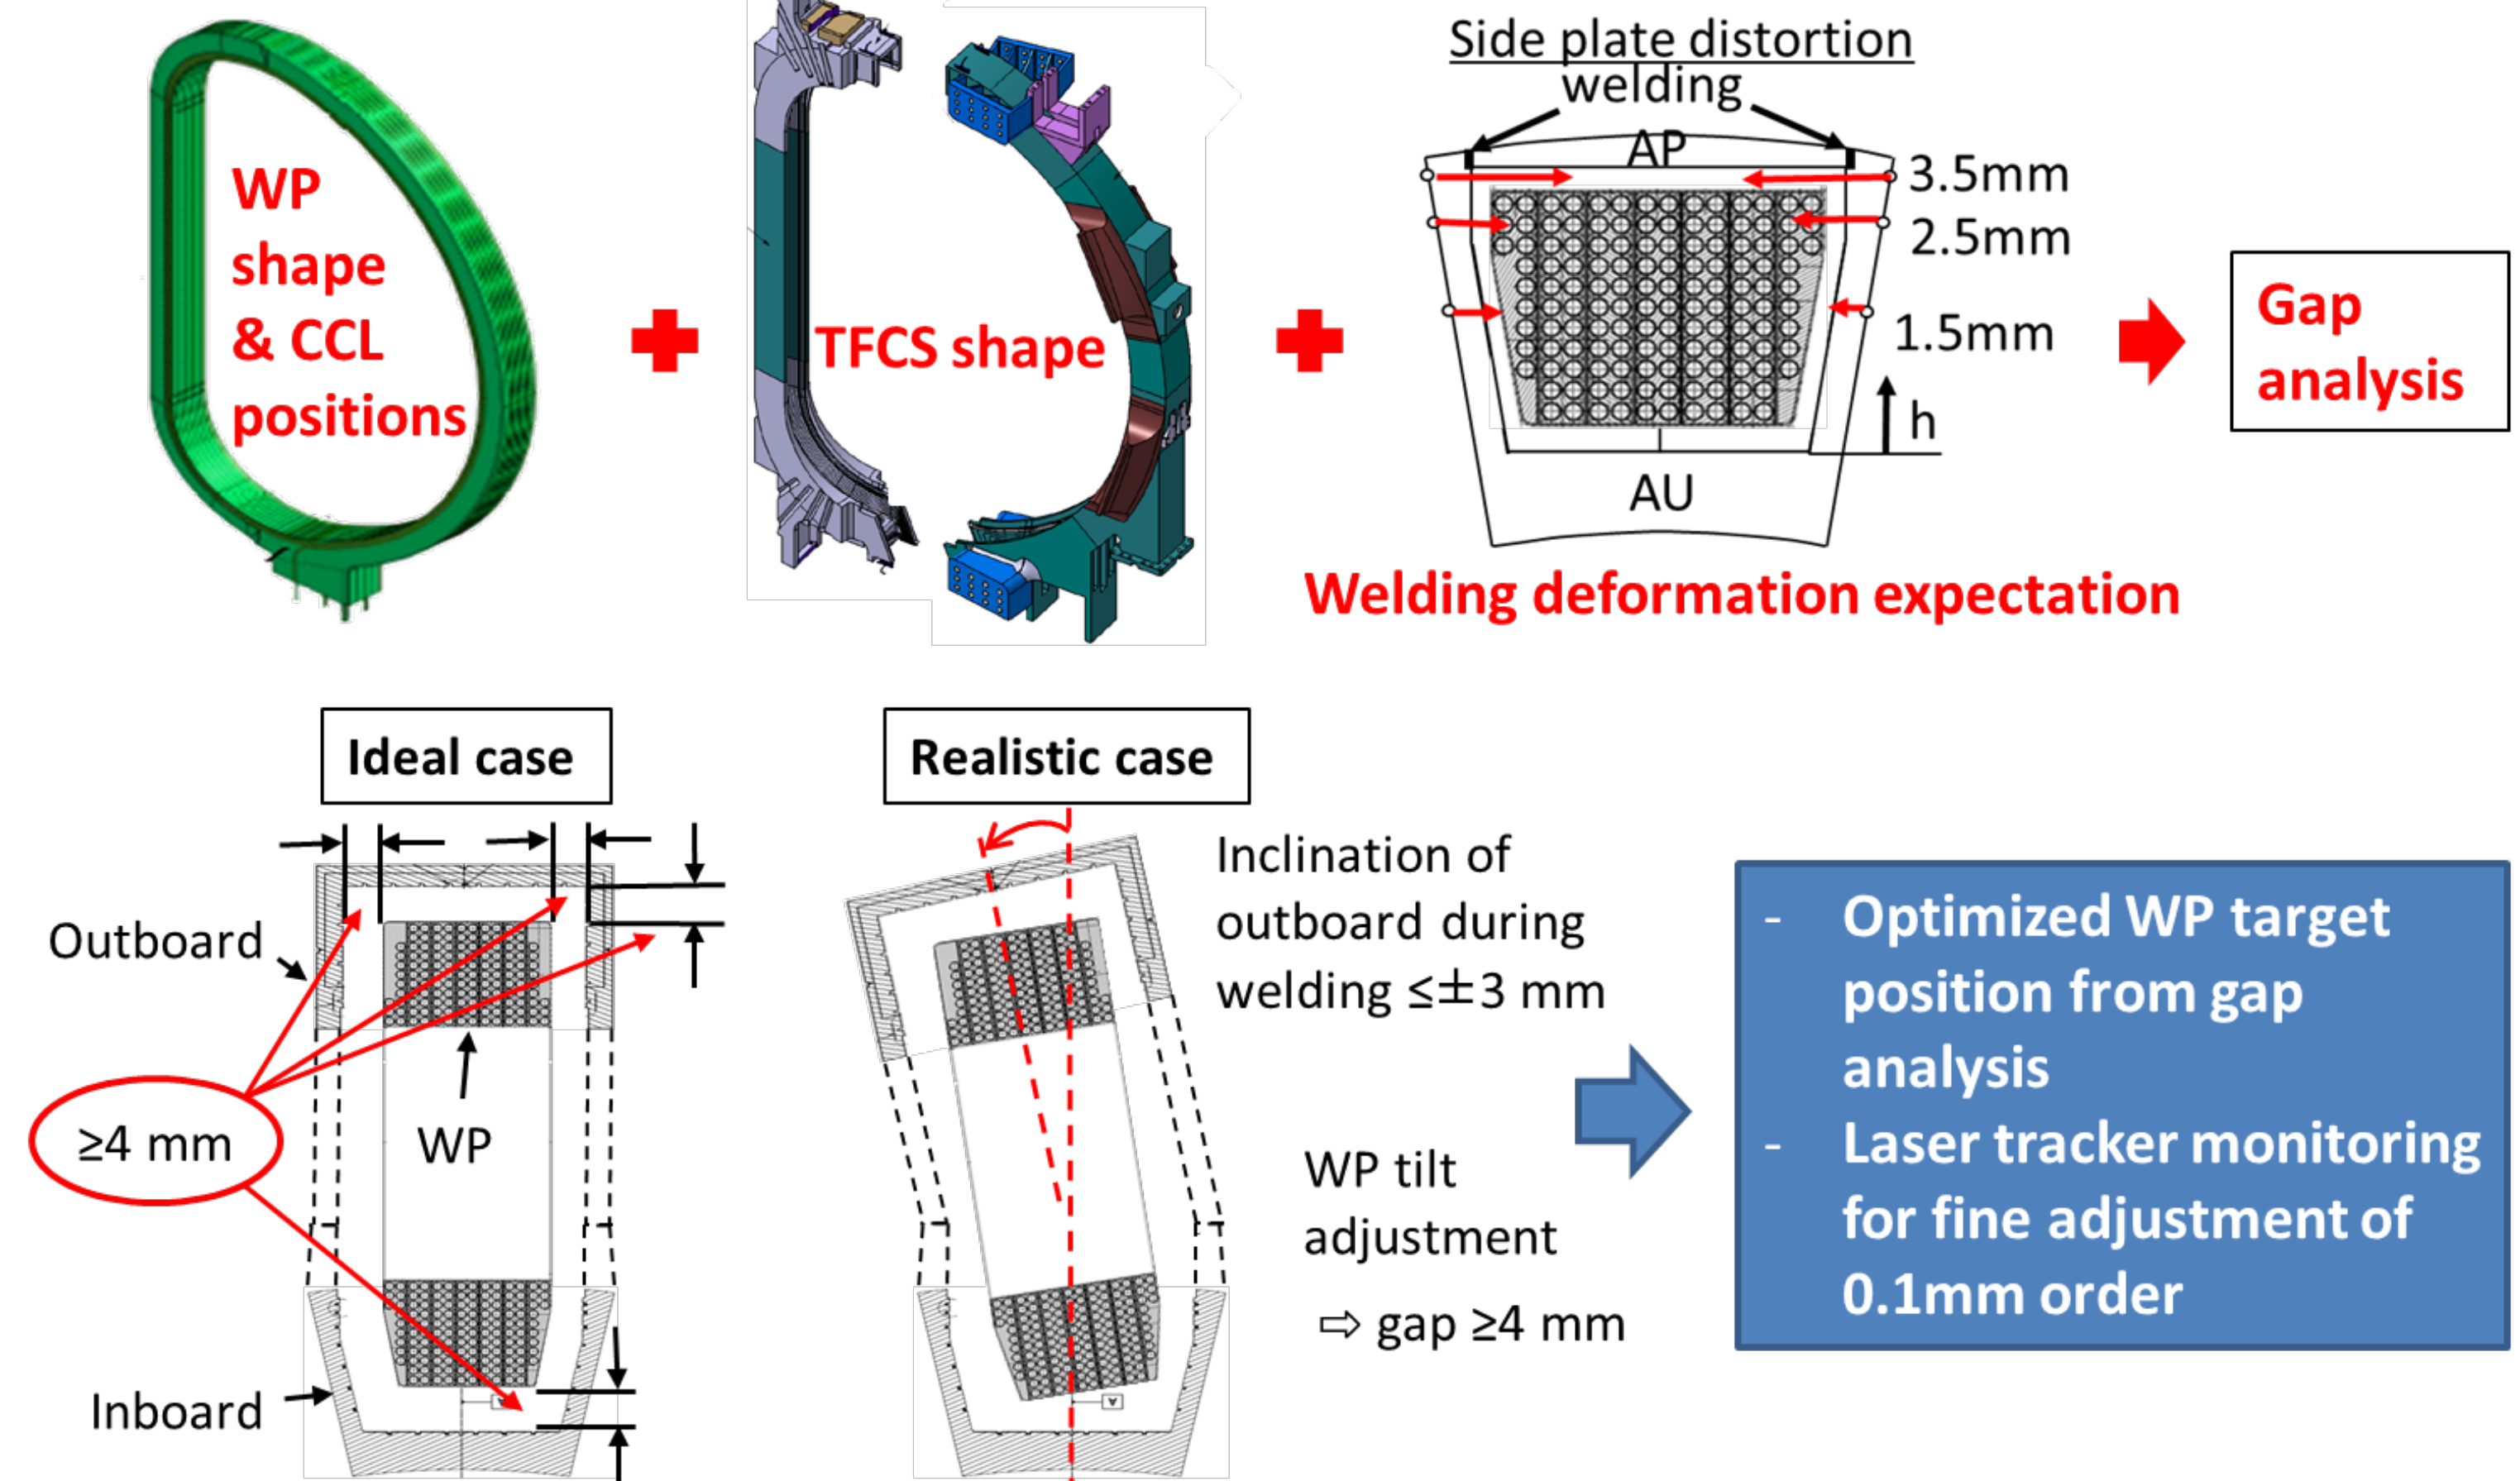 WP
shape
& CCL
positions
TFCS shape
Side plate distortion
welding
AP
3.5mm
2.5mm
1.5mm
h
AU
Welding deformation expectation
Gap
analysis
Ideal case
Outboard
≥4 mm
WP
Inboard
A
Realistic case
Inclination of
outboard during
welding ≤±3 mm
WP tilt
adjustment
⇨ gap ≥4 mm
A
- Optimized WP target
position from gap
analysis
- Laser tracker monitoring
for fine adjustment of
0.1mm order